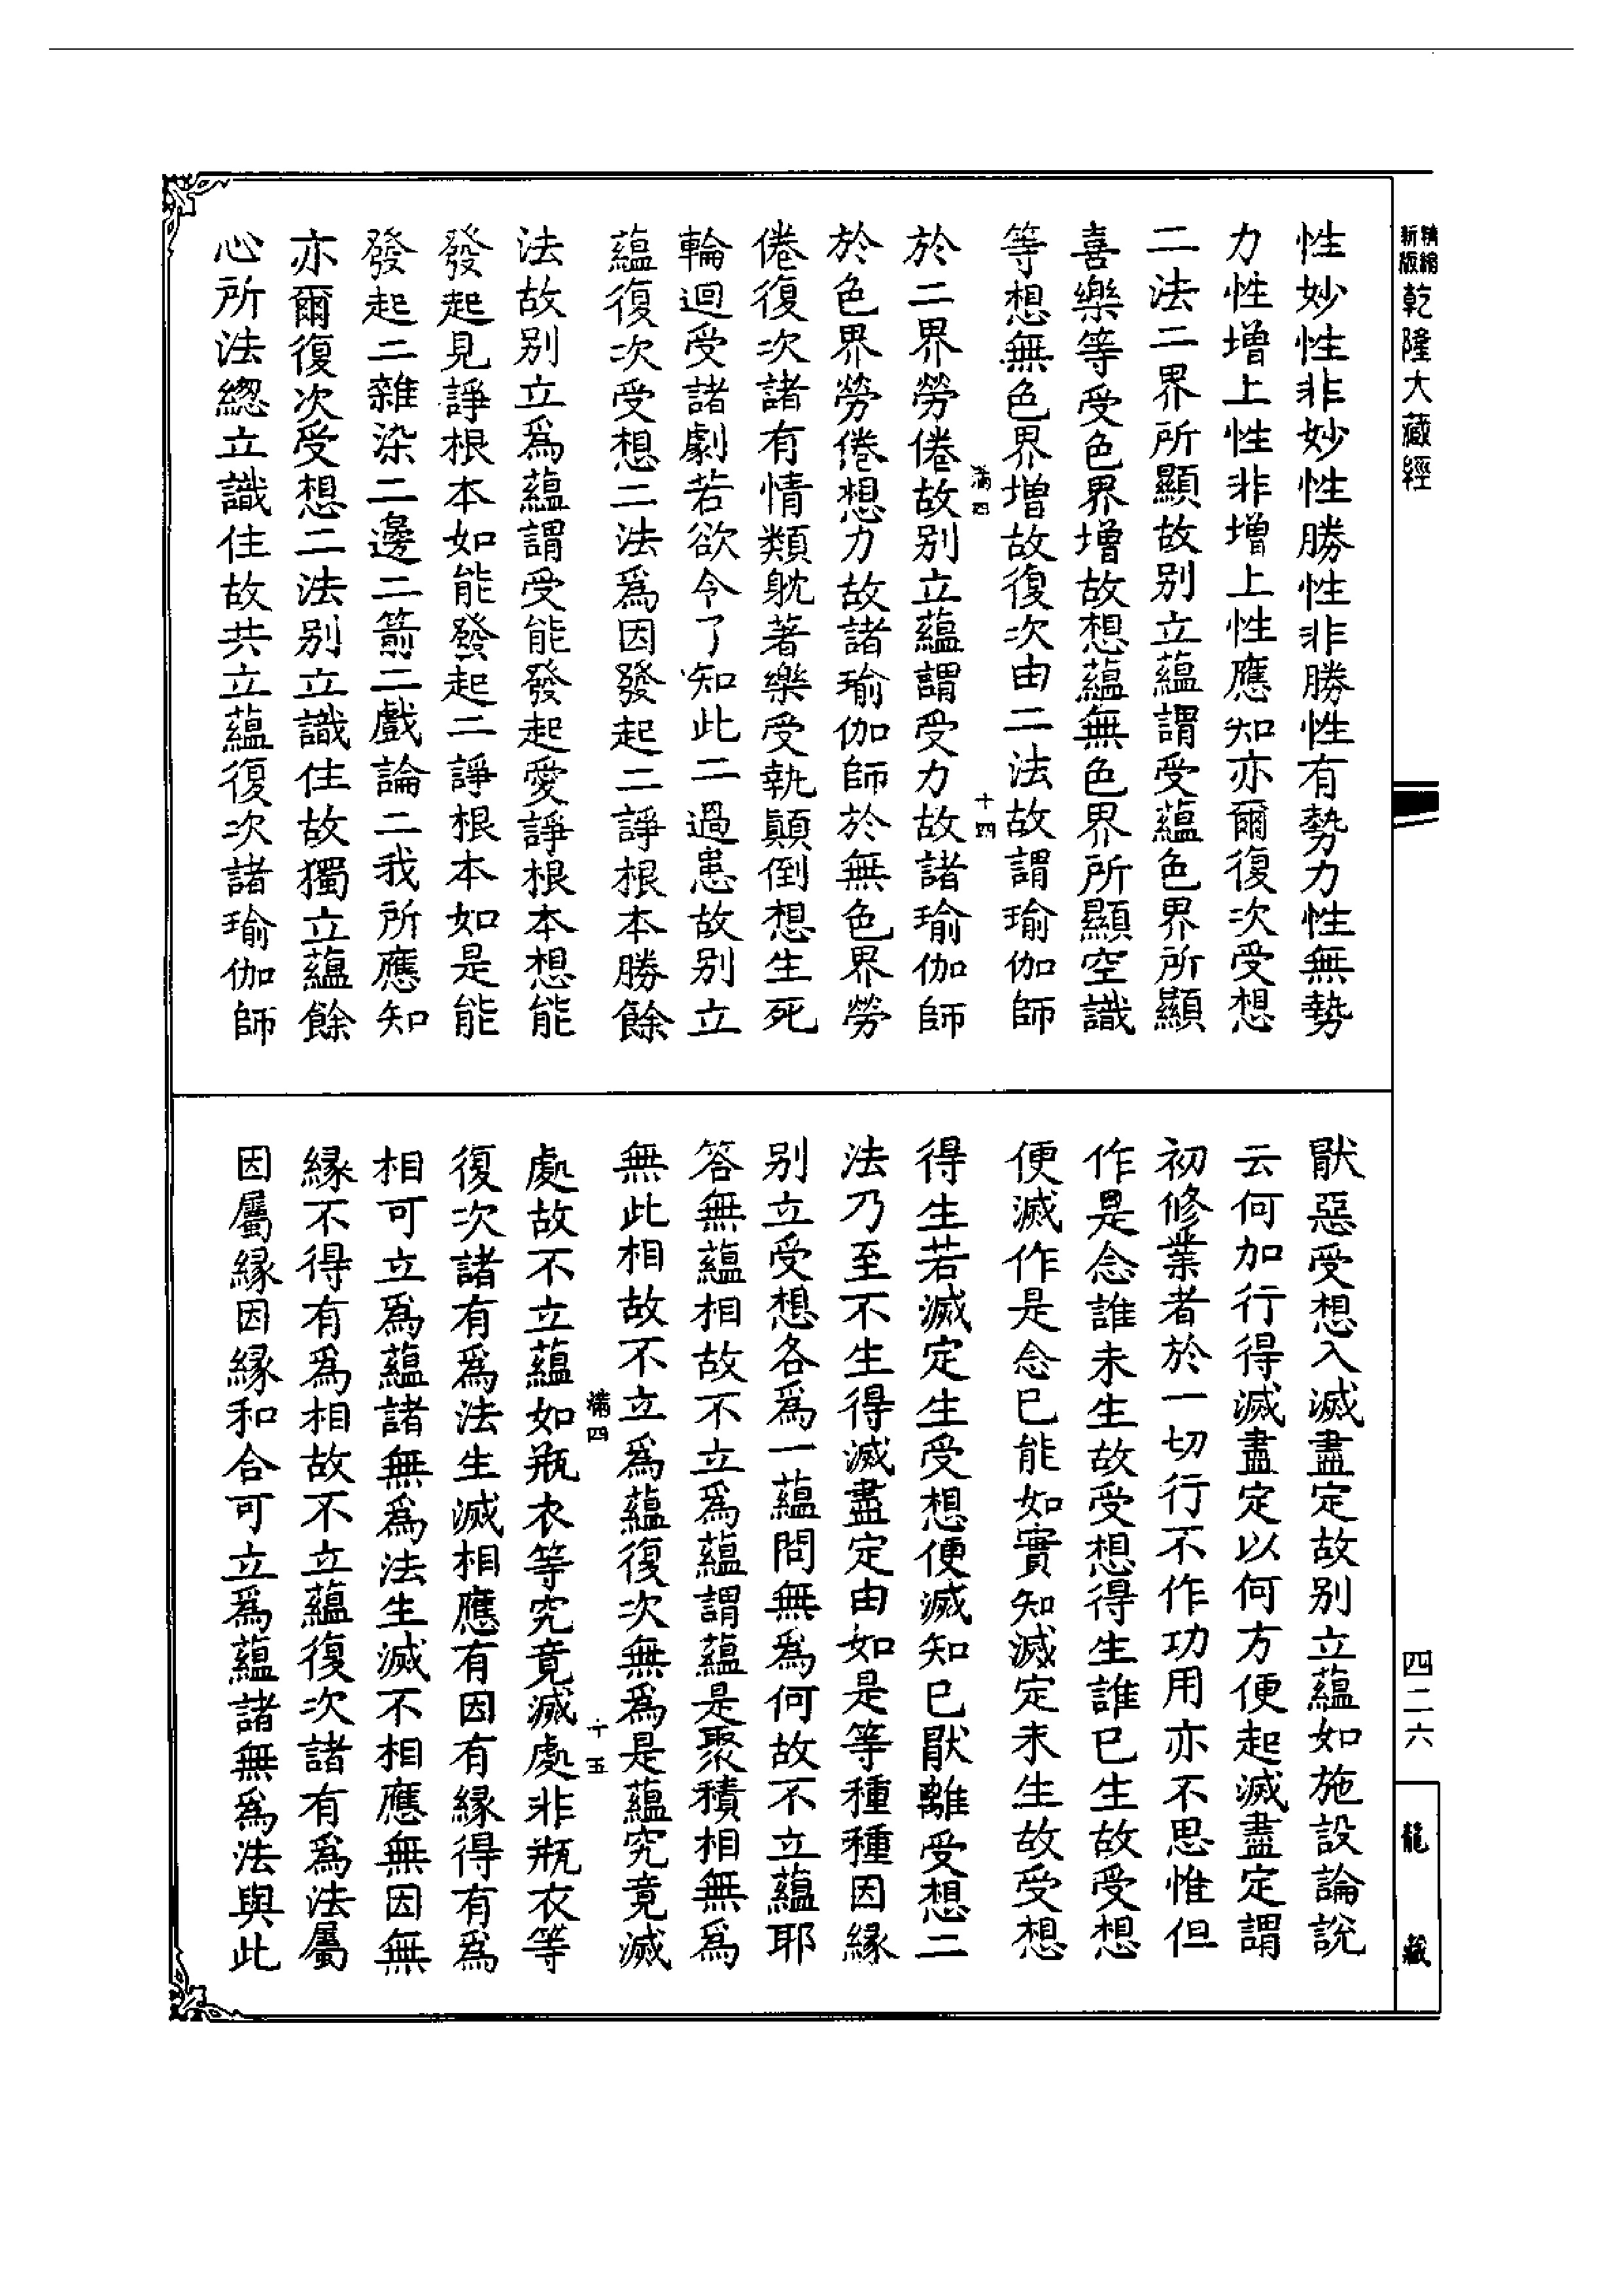 精縮新版乾隆大藏經
四二六
龍藏
性妙性非妙性勝性非勝性有勢力性無勢
力性增上性非增上性應知亦爾復次受想
二法二界所顯故別立蘊謂受蘊色界所顯
喜樂等受色界增故想蘊無色界所顯空識
等想無色界增故復次由二法故謂瑜伽師
滿四
十四
於二界勞倦故別立蘊謂受力故諸瑜伽師
於色界勞倦想力故諸瑜伽師於無色界勞
倦復次諸有情類躭著樂受執顛倒想生死
輪迴受諸劇若欲令了知此二過患故別立
蘊復次受想二法為因發起二諍根本勝餘
法故別立爲蘊謂受能發起愛諍根本想能
發起見諍根本如能發起二諍根本如是能
發起二雜染二邊二箭二戲論二我所應知
亦爾復次受想二法別立識住故獨立蘊餘
心所法緫立識住故共立蘊復次諸瑜伽師
猒惡受想入滅盡定故別立蘊如施設論說
云何加行得滅盡定以何方便起滅盡定謂
初修業者於一切行不作功用亦不思惟但
作是念誰未生故受想得生誰已生故受想
便滅作是念已能如實知滅定未生故受想
得生若滅定生受想便滅知已猒離受想二
法乃至不生得滅盡定由如是等種種因緣
別立受想各爲一蘊問無爲何故不立蘊耶
答無蘊相故不立爲蘊謂蘊是聚積相無爲
無此相故不立爲蘊復次無爲是蘊究竟滅
滿四
十五
處故不立蘊如瓶衣等究竟滅處非瓶衣等
復次諸有爲法生滅相應有因有緣得有爲
相可立爲蘊諸無爲法生滅不相應無因無
緣不得有爲相故不立蘊復次諸有爲法屬
因屬緣因緣和合可立爲蘊諸無爲法與此